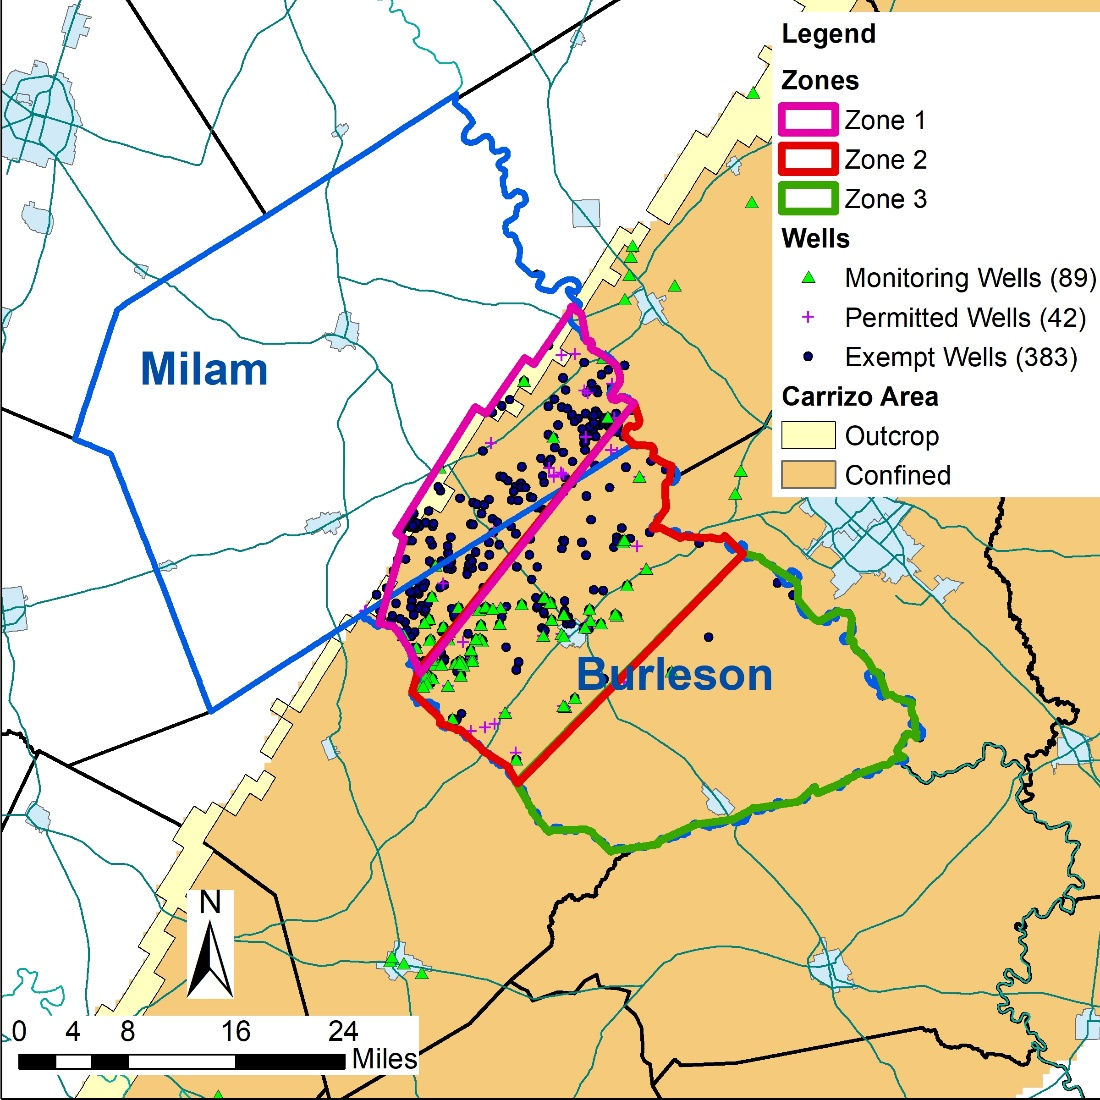 Legend
Zones
Zone 1
Zone 2
Zone 3
Wells
Monitoring Wells (89)
Permitted Wells (42)
Exempt Wells (383)
Carrizo Area
Outcrop
Confined
Milam
Burleson
N
0 4 8 16 24
Miles